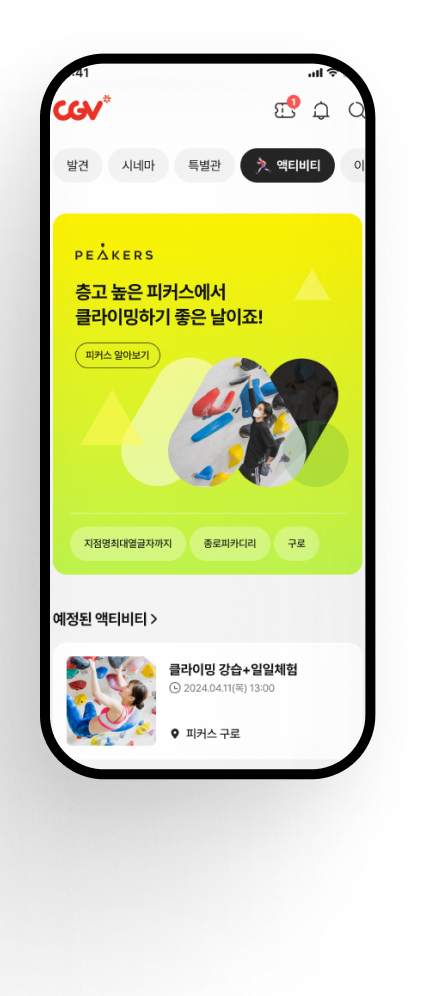 :41
CGV
1
발견
시네마
특별관
액티비티
이
PEAKERS
층고 높은 피커스에서
클라이밍하기 좋은 날이죠!
피커스 알아보기
지점명최대열글자까지
종로피카디리
구로
예정된 액티비티 >
클라이밍 강습+일일체험
2024.04.11(목) 13:00
피커스 구로